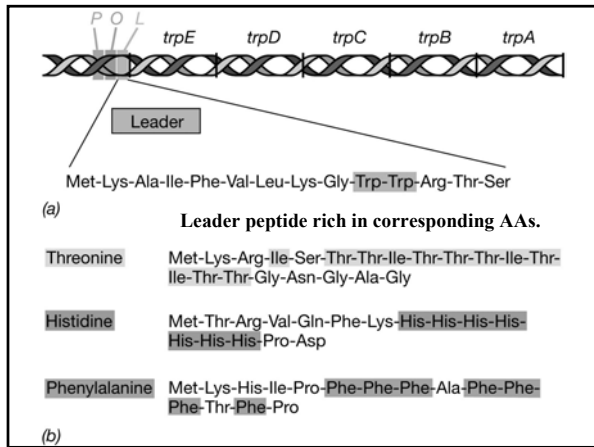 P O L
trpE trpD trpC trpB trpA
Leader
Met-Lys-Ala-Ile-Phe-Val-Leu-Lys-Gly-Trp-Trp-Arg-Thr-Ser
(a)
Leader peptide rich in corresponding AAs.
Threonine Met-Lys-Arg-Ile-Ser-Thr-Thr-Ile-Thr-Thr-Thr-Ile-Thr-
Ile-Thr-Thr-Gly-Asn-Gly-Ala-Gly
Histidine Met-Thr-Arg-Val-Gln-Phe-Lys-His-His-His-His-
His-His-His-Pro-Asp
Phenylalanine Met-Lys-His-Ile-Pro-Phe-Phe-Phe-Ala-Phe-Phe-
Phe-Thr-Phe-Pro
(b)